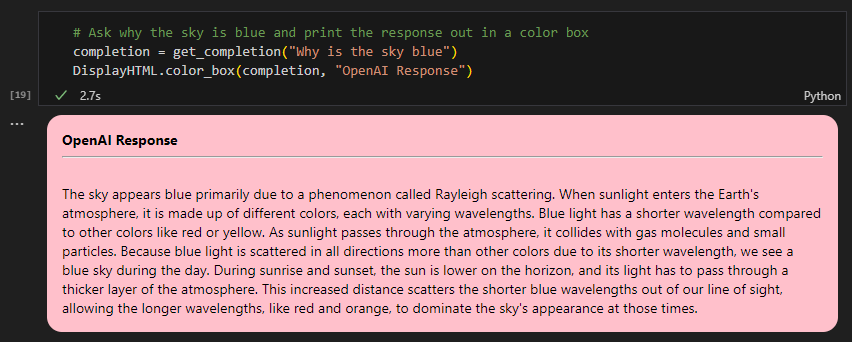 # Ask why the sky is blue and print the response out in a color box
completion = get_completion("Why is the sky blue")
DisplayHTML.color_box(completion, "OpenAI Response")
[19]
2.7s
Python
...
OpenAI Response
The sky appears blue primarily due to a phenomenon called Rayleigh scattering. When sunlight enters the Earth's
atmosphere, it is made up of different colors, each with varying wavelengths. Blue light has a shorter wavelength compared
to other colors like red or yellow. As sunlight passes through the atmosphere, it collides with gas molecules and small
particles. Because blue light is scattered in all directions more than other colors due to its shorter wavelength, we see a
blue sky during the day. During sunrise and sunset, the sun is lower on the horizon, and its light has to pass through a
thicker layer of the atmosphere. This increased distance scatters the shorter blue wavelengths out of our line of sight,
allowing the longer wavelengths, like red and orange, to dominate the sky's appearance at those times.